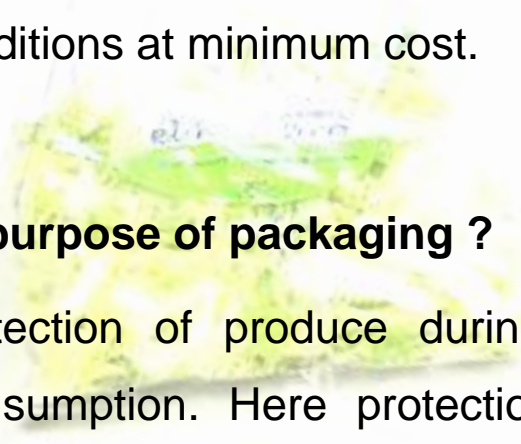 ditions at minimum cost.
purpose of packaging ?
tection of produce durin
sumption. Here protectio